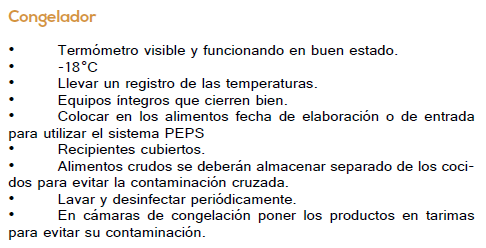 Congelador
• Termómetro visible y funcionando en buen estado.
• -18°C
• Llevar un registro de las temperaturas.
• Equipos íntegros que cierren bien.
• Colocar en los alimentos fecha de elaboración o de entrada
para utilizar el sistema PEPS
• Recipientes cubiertos.
• Alimentos crudos se deberán almacenar separado de los coci-
dos para evitar la contaminación cruzada.
• Lavar y desinfectar periódicamente.
• En cámaras de congelación poner los productos en tarimas
para evitar su contaminación.